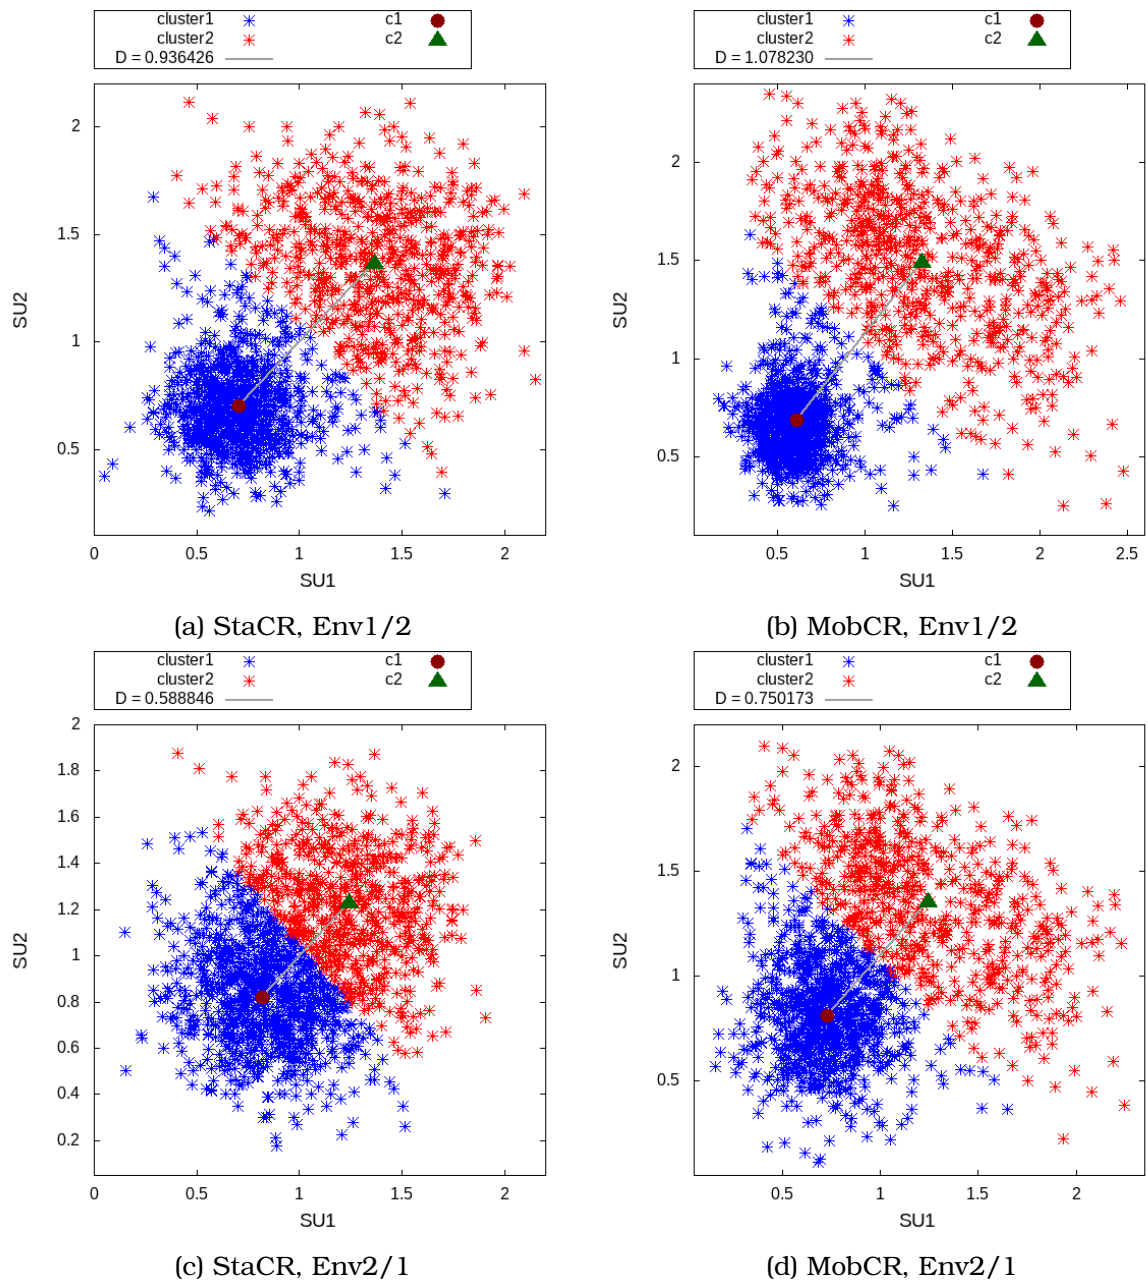 cluster1 c1
cluster2 c2
D = 0.936426
SU2
2
1.5
1
0.5
0 0.5 1 1.5 2
SU1
(a) StaCR, Env1/2
cluster1 c1
cluster2 c2
D = 1.078230
SU2
2
1.5
1
0.5
0.5 1 1.5 2 2.5
SU1
(b) MobCR, Env1/2
cluster1 c1
cluster2 c2
D = 0.588846
SU2
2
1.8
1.6
1.4
1.2
1
0.8
0.6
0.4
0.2
0 0.5 1 1.5 2
SU1
(c) StaCR, Env2/1
cluster1 c1
cluster2 c2
D = 0.750173
SU2
2
1.5
1
0.5
0.5 1 1.5 2
SU1
(d) MobCR, Env2/1